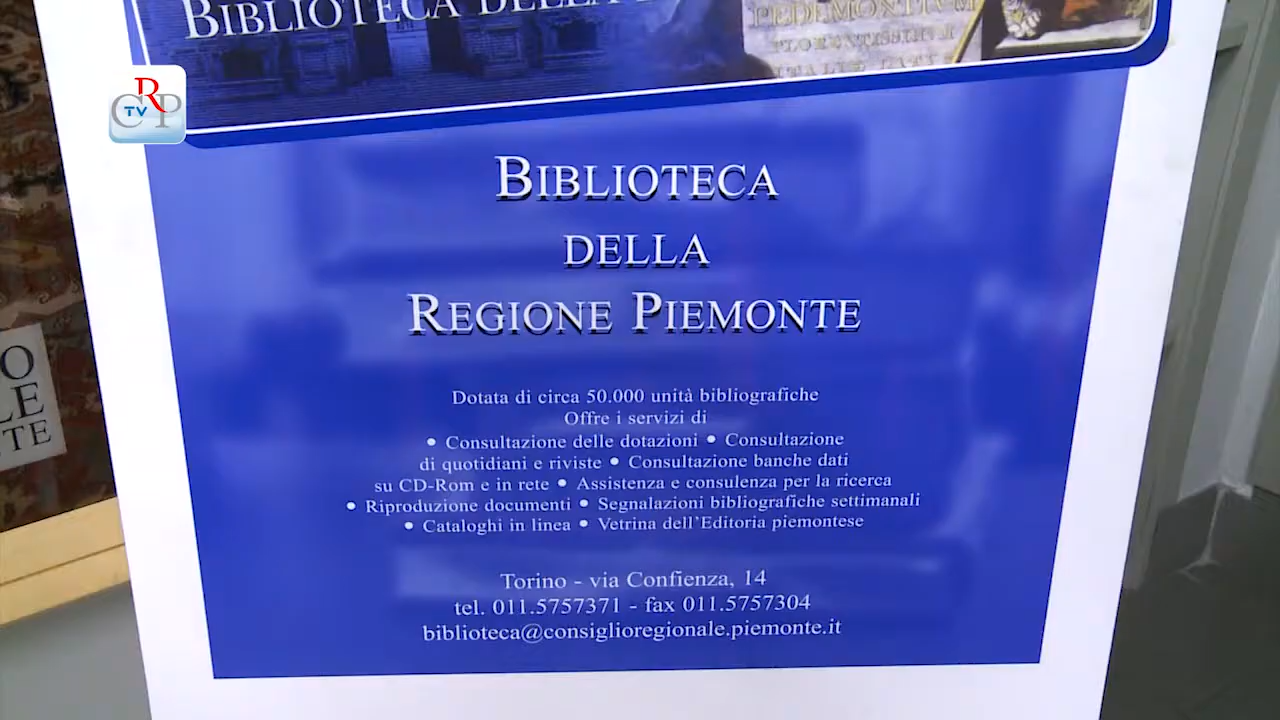 BIBLIOTECA DELLA
PEDEMONTIUM
FLORENTISSIMA
ITALIE
CRP
TV
BIBLIOTECA
DELLA
REGIONE PIEMONTE
Dotata di circa 50.000 unità bibliografiche
Offre i servizi di
• Consultazione delle dotazioni • Consultazione
di quotidiani e riviste • Consultazione banche dati
su CD-Rom e in rete • Assistenza e consulenza per la ricerca
• Riproduzione documenti • Segnalazioni bibliografiche settimanali
• Cataloghi in linea • Vetrina dell'Editoria piemontese
Torino - via Confienza, 14
tel. 011.5757371 - fax 011.5757304
biblioteca@consiglioregionale.piemonte.it
O
LE
TE